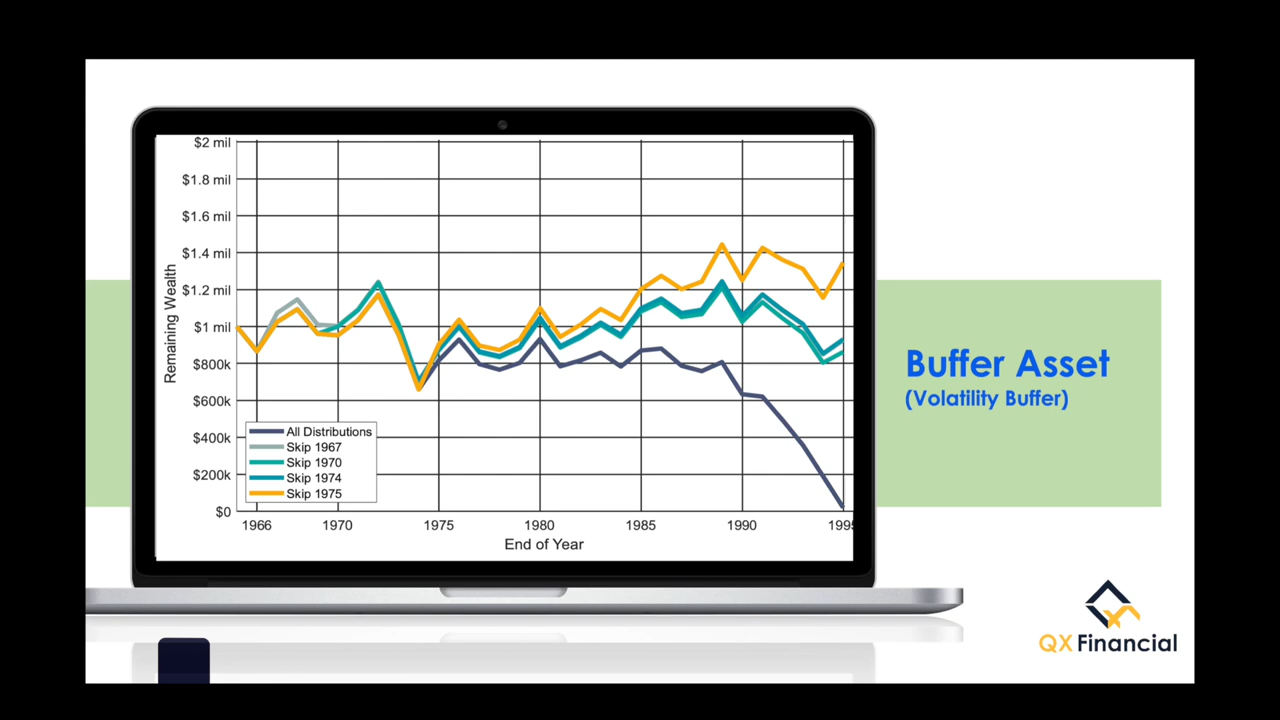 $2 mil
$1.8 mil
$1.6 mil
$1.4 mil
$1.2 mil
$1 mil
$800k
$600k
$400k
$200k
$0
Remaining Wealth
All Distributions
Skip 1967
Skip 1970
Skip 1974
Skip 1975
1966 1970 1975 1980 1985 1990 1995
End of Year
Buffer Asset
(Volatility Buffer)
QX Financial